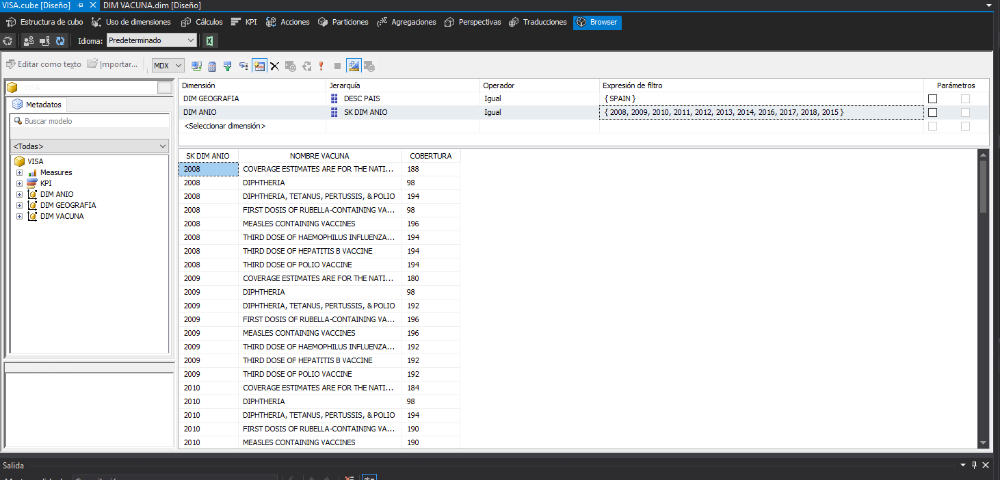 VISA.cube [Diseño] DIM VACUNA.dim [Diseño]
Estructura de cubo Uso de dimensiones Cálculos KPI Acciones Particiones Agregaciones Perspectivas Traducciones Browser
Idioma: Predeterminado
Editar como texto Importar... MDX
VISA
Metadatos
Buscar modelo
<Todas>
VISA
Measures
KPI
DIM ANIO
DIM GEOGRAFIA
DIM VACUNA
Dimensión Jerarquía Operador Expresión de filtro Parámetros
DIM GEOGRAFIA DESC PAIS Igual { SPAIN }
DIM ANIO SK DIM ANIO Igual { 2008, 2009, 2010, 2011, 2012, 2013, 2014, 2016, 2017, 2018, 2015 }
<Seleccionar dimensión>
SK DIM ANIO NOMBRE VACUNA COBERTURA
2008 COVERAGE ESTIMATES ARE FOR THE NATI... 188
2008 DIPHTHERIA 98
2008 DIPHTHERIA, TETANUS, PERTUSSIS, & POLIO 194
2008 FIRST DOSIS OF RUBELLA-CONTAINING VA... 98
2008 MEASLES CONTAINING VACCINES 196
2008 THIRD DOSE OF HAEMOPHILUS INFLUENZA... 194
2008 THIRD DOSE OF HEPATITIS B VACCINE 194
2008 THIRD DOSE OF POLIO VACCINE 194
2009 COVERAGE ESTIMATES ARE FOR THE NATI... 180
2009 DIPHTHERIA 98
2009 DIPHTHERIA, TETANUS, PERTUSSIS, & POLIO 192
2009 FIRST DOSIS OF RUBELLA-CONTAINING VA... 196
2009 MEASLES CONTAINING VACCINES 196
2009 THIRD DOSE OF HAEMOPHILUS INFLUENZA... 192
2009 THIRD DOSE OF HEPATITIS B VACCINE 192
2009 THIRD DOSE OF POLIO VACCINE 192
2010 COVERAGE ESTIMATES ARE FOR THE NATI... 184
2010 DIPHTHERIA 98
2010 DIPHTHERIA, TETANUS, PERTUSSIS, & POLIO 194
2010 FIRST DOSIS OF RUBELLA-CONTAINING VA... 190
2010 MEASLES CONTAINING VACCINES 190
Salida